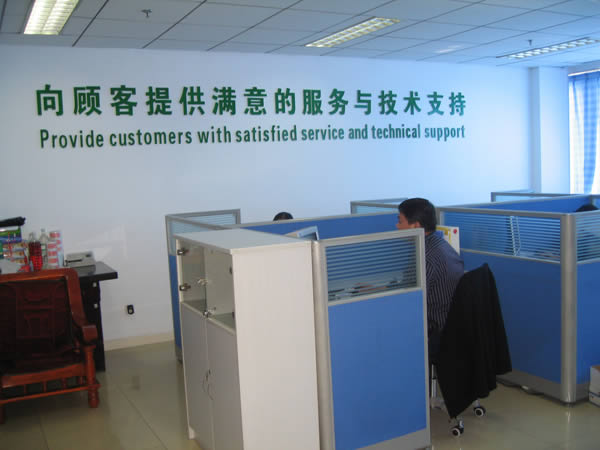 向顾客提供满意的服务与技术支持
Provide customers with satisfied service and technical support